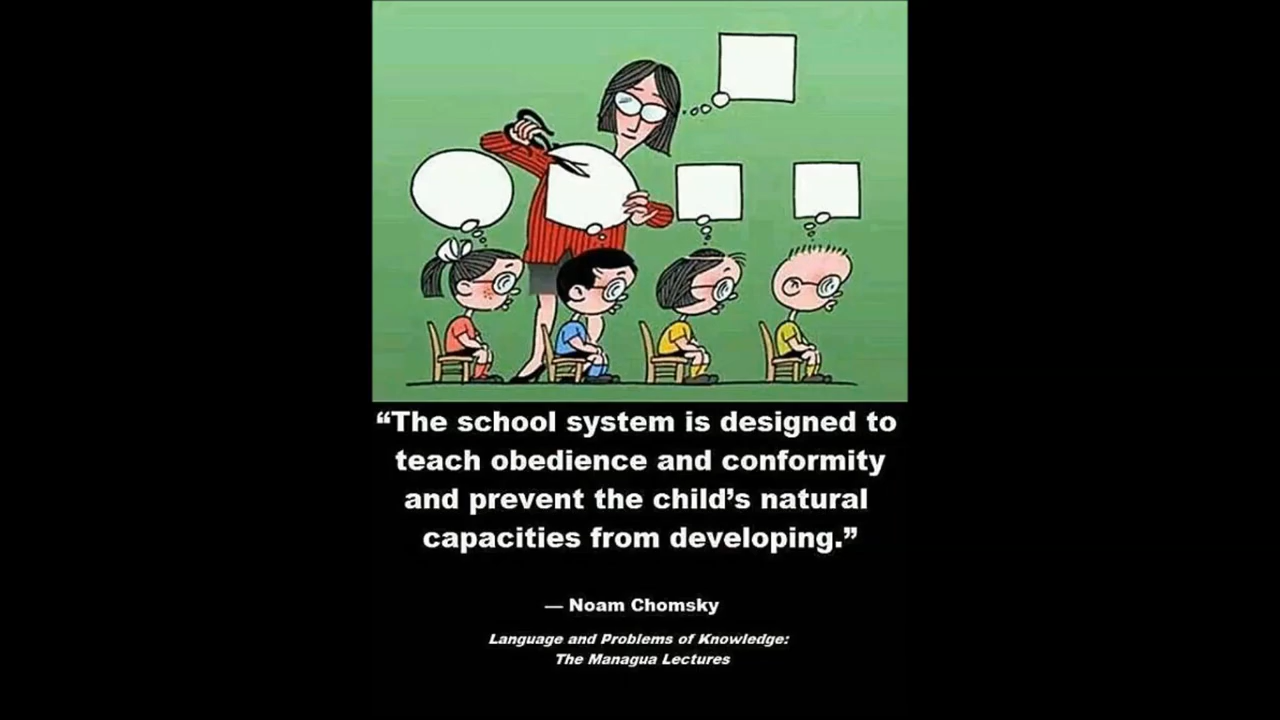 “The school system is designed to
teach obedience and conformity
and prevent the child’s natural
capacities from developing.”
— Noam Chomsky
Language and Problems of Knowledge:
The Managua Lectures